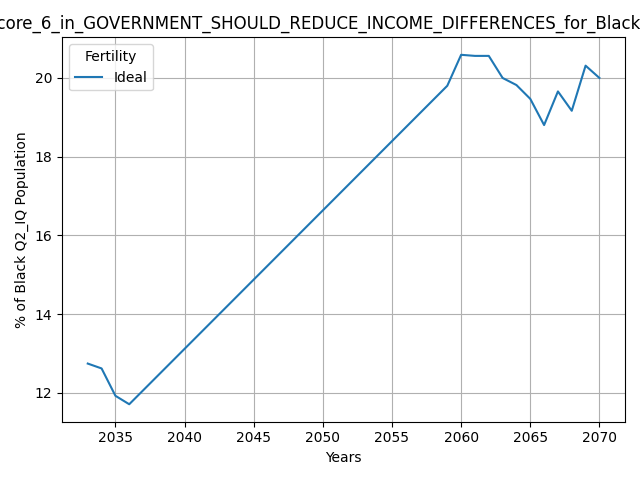 core_6_in_GOVERNMENT_SHOULD_REDUCE_INCOME_DIFFERENCES_for_Black
Fertility
Ideal
% of Black Q2_IQ Population
20
18
16
14
12
2035 2040 2045 2050 2055 2060 2065 2070
Years